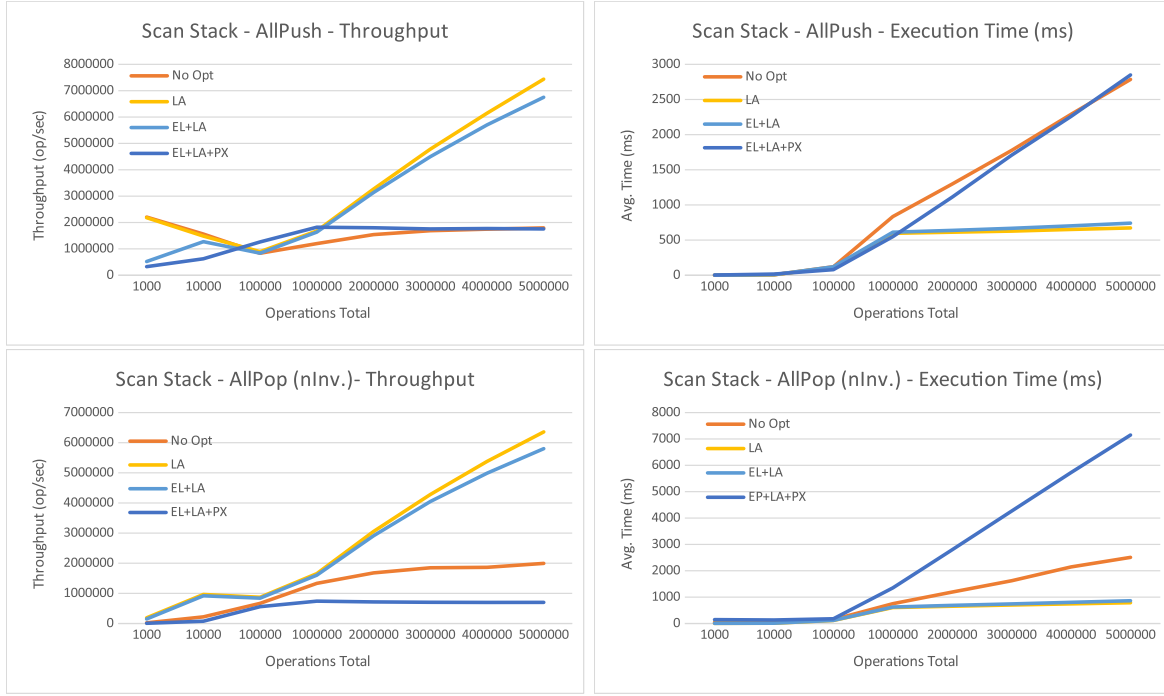 Scan Stack - AllPush - Throughput
8000000
7000000
6000000
5000000
4000000
3000000
2000000
1000000
0
Throughput (op/sec)
No Opt
LA
EL+LA
EL+LA+PX
1000 10000 100000 1000000 2000000 3000000 4000000 5000000
Operations Total
Scan Stack - AllPush - Execution Time (ms)
3000
2500
2000
1500
1000
500
0
Avg. Time (ms)
No Opt
LA
EL+LA
EL+LA+PX
1000 10000 100000 1000000 2000000 3000000 4000000 5000000
Operations Total
Scan Stack - AllPop (nInv.)- Throughput
7000000
6000000
5000000
4000000
3000000
2000000
1000000
0
Throughput (op/sec)
No Opt
LA
EL+LA
EL+LA+PX
1000 10000 100000 1000000 2000000 3000000 4000000 5000000
Operations Total
Scan Stack - AllPop (nInv.) - Execution Time (ms)
8000
7000
6000
5000
4000
3000
2000
1000
0
Avg. Time (ms)
No Opt
LA
EL+LA
EP+LA+PX
1000 10000 100000 1000000 2000000 3000000 4000000 5000000
Operations Total